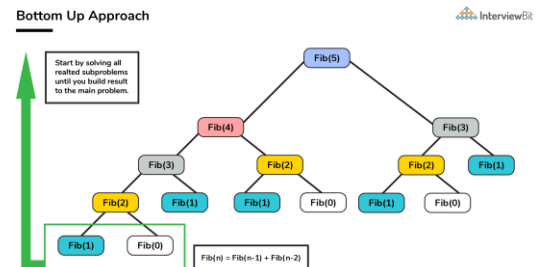 Bottom Up Approach
InterviewBit
Start by solving all
realted subproblems
until you build result
to the main problem.
Fib(5)
Fib(4)
Fib(3)
Fib(3)
Fib(2)
Fib(2)
Fib(1)
Fib(2)
Fib(1)
Fib(1)
Fib(0)
Fib(1)
Fib(0)
Fib(1)
Fib(0)
Fib(n) = Fib(n-1) + Fib(n-2)